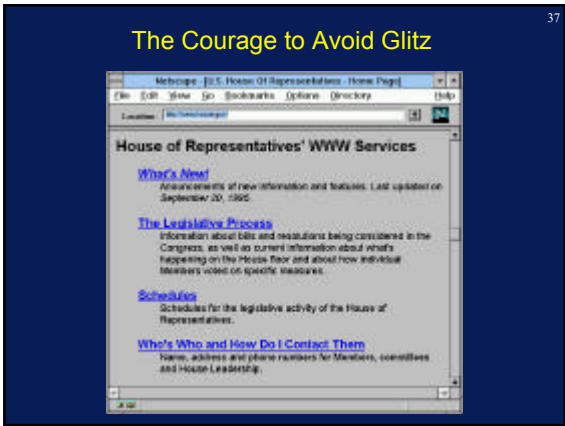 37
The Courage to Avoid Glitz
Netscape - [U.S. House Of Representatives - Home Page]
File Edit View Go Bookmarks Options Directory Help
Location:
House of Representatives' WWW Services
What's New!
Announcements of new information and features. Last updated on
September 20, 1995.
The Legislative Process
Information about bills and resolutions being considered in the
Congress, as well as current information about what's
happening on the House floor and about how individual
Members voted on specific measures.
Schedules
Schedules for the legislative activity of the House of
Representatives.
Who's Who and How Do I Contact Them
Name, address and phone numbers for Members, committees
and House Leadership.